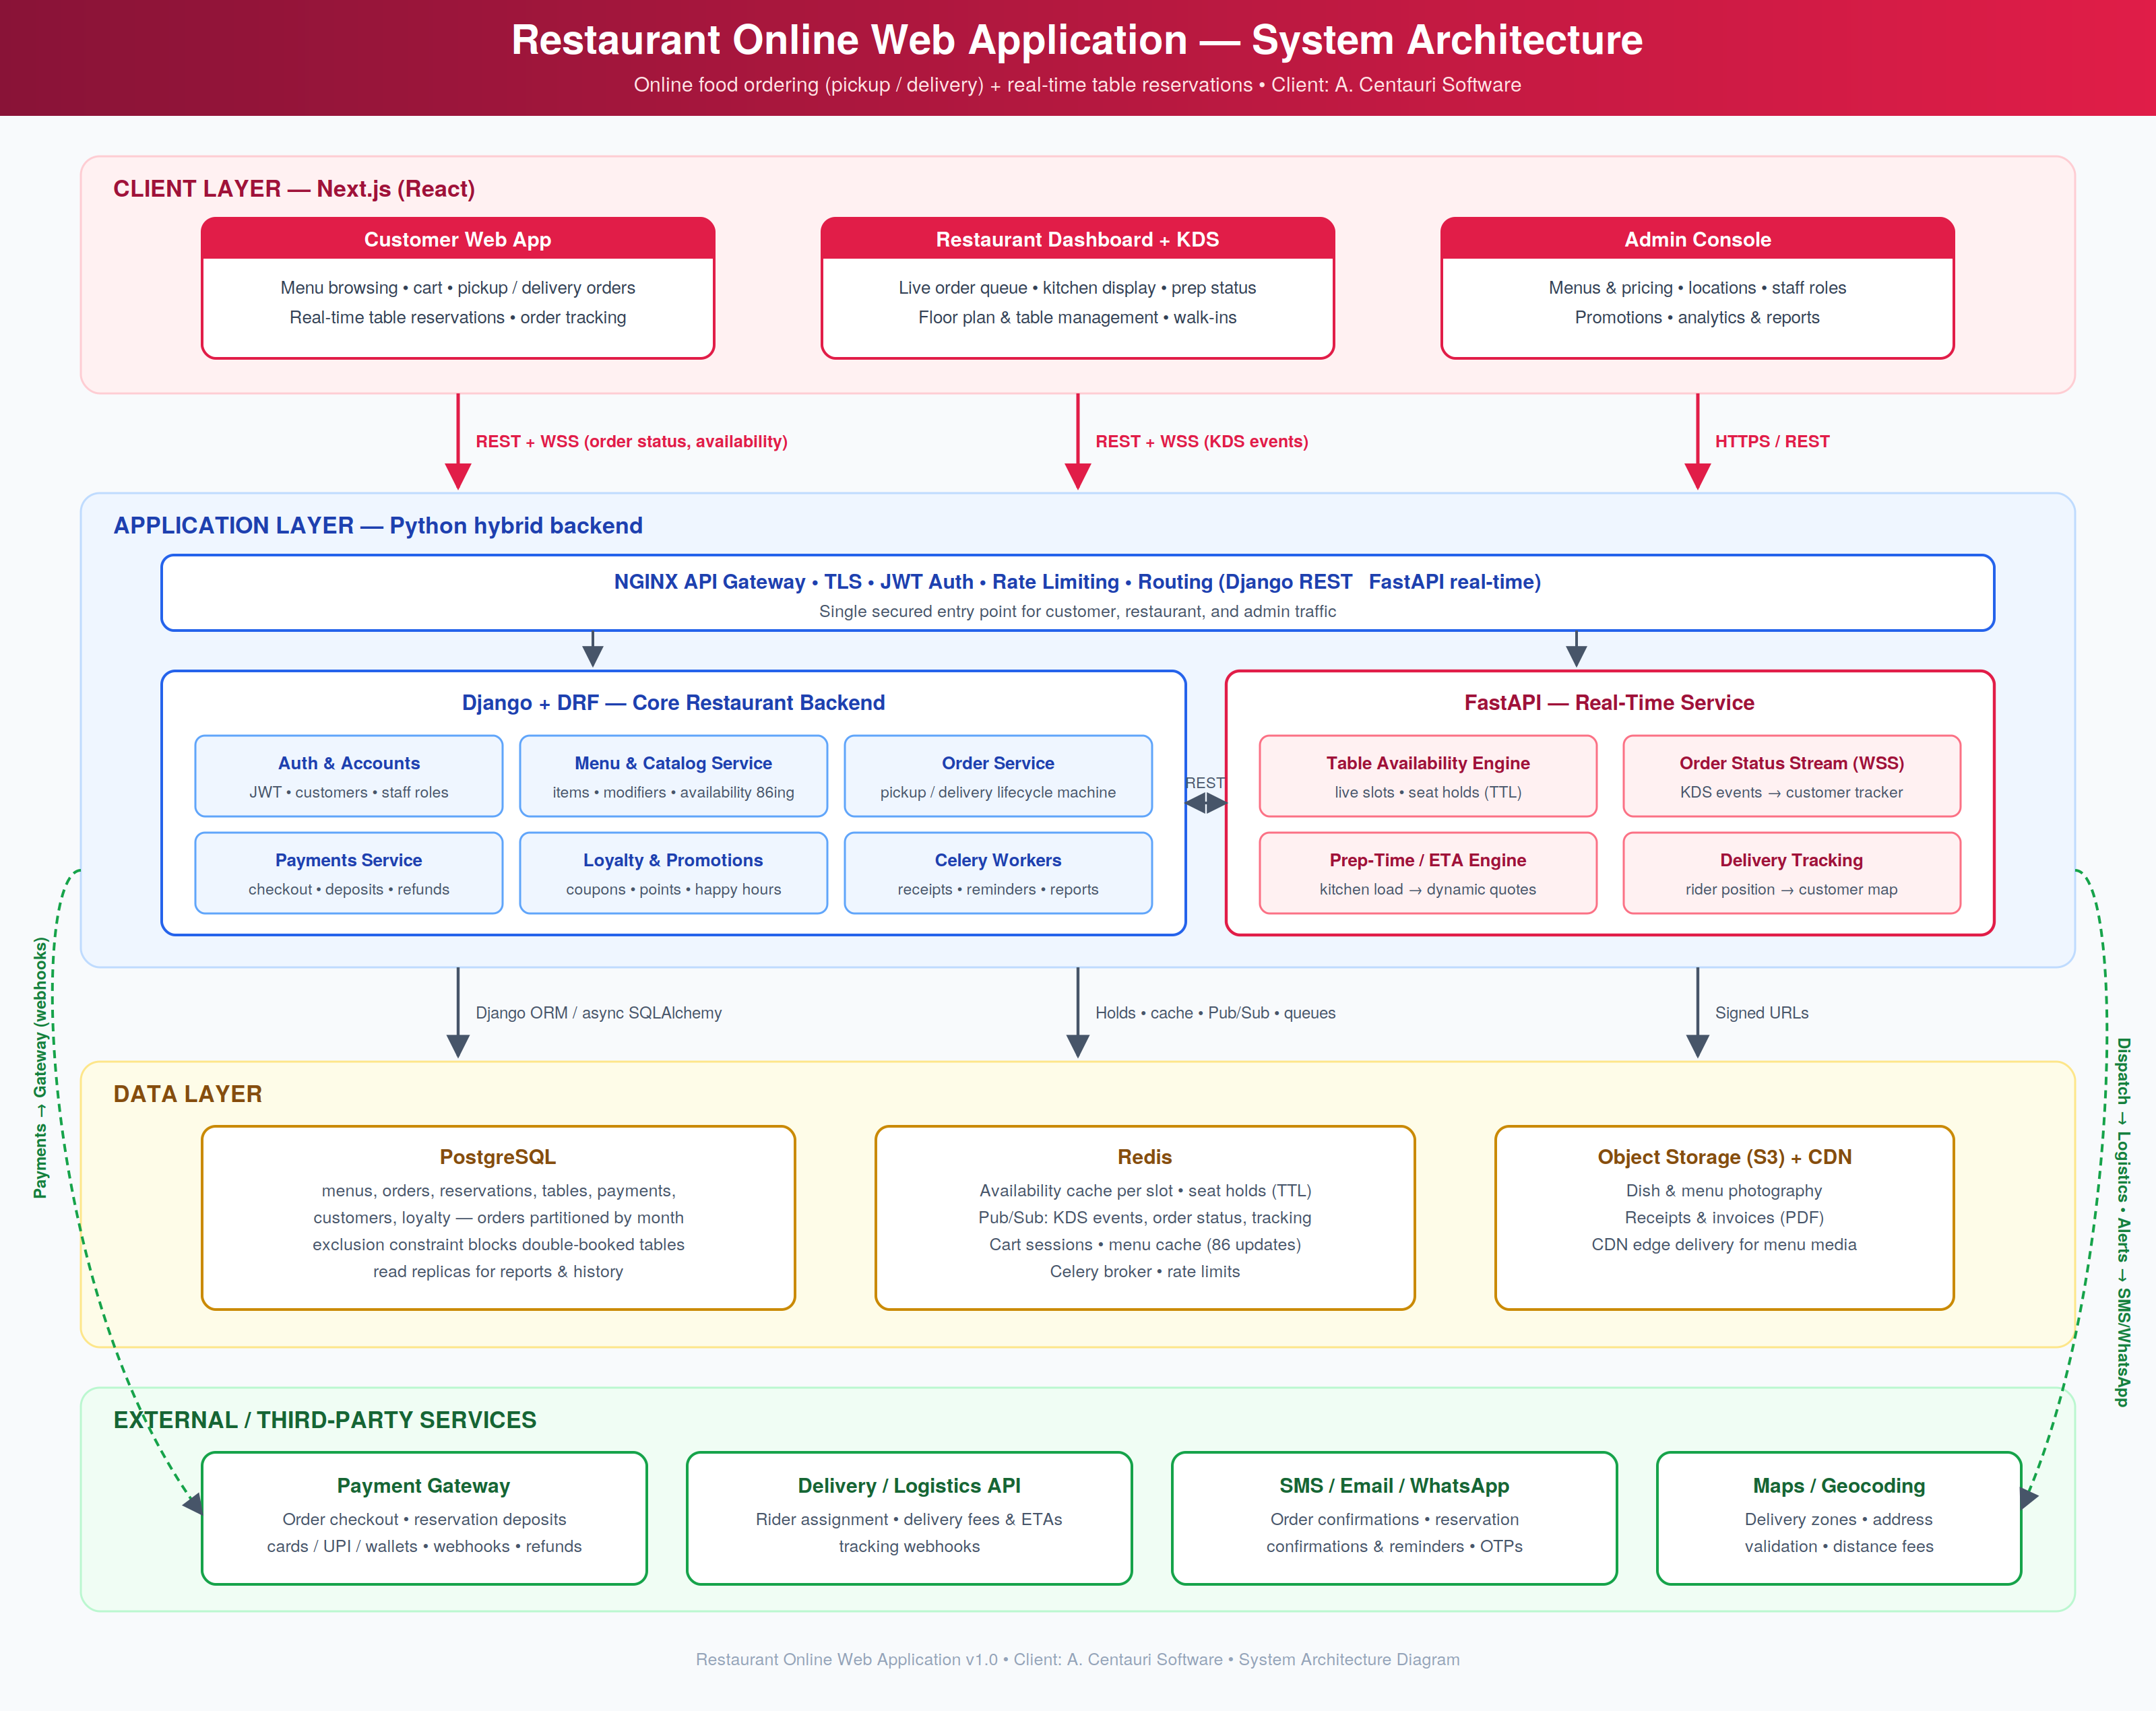 Restaurant Online Web Application — System Architecture
Online food ordering (pickup / delivery) + real-time table reservations • Client: A. Centauri Software
CLIENT LAYER — Next.js (React)
Customer Web App
Menu browsing • cart • pickup / delivery orders
Real-time table reservations • order tracking
Restaurant Dashboard + KDS
Live order queue • kitchen display • prep status
Floor plan & table management • walk-ins
Admin Console
Menus & pricing • locations • staff roles
Promotions • analytics & reports
REST + WSS (order status, availability)
REST + WSS (KDS events)
HTTPS / REST
APPLICATION LAYER — Python hybrid backend
NGINX API Gateway • TLS • JWT Auth • Rate Limiting • Routing (Django REST   FastAPI real-time)
Single secured entry point for customer, restaurant, and admin traffic
Django + DRF — Core Restaurant Backend
Auth & Accounts
JWT • customers • staff roles
Menu & Catalog Service
items • modifiers • availability 86ing
Order Service
pickup / delivery lifecycle machine
Payments Service
checkout • deposits • refunds
Loyalty & Promotions
coupons • points • happy hours
Celery Workers
receipts • reminders • reports
REST
FastAPI — Real-Time Service
Table Availability Engine
live slots • seat holds (TTL)
Order Status Stream (WSS)
KDS events → customer tracker
Prep-Time / ETA Engine
kitchen load → dynamic quotes
Delivery Tracking
rider position → customer map
Payments → Gateway (webhooks)
Dispatch → Logistics • Alerts → SMS/WhatsApp
Django ORM / async SQLAlchemy
Holds • cache • Pub/Sub • queues
Signed URLs
DATA LAYER
PostgreSQL
menus, orders, reservations, tables, payments,
customers, loyalty — orders partitioned by month
exclusion constraint blocks double-booked tables
read replicas for reports & history
Redis
Availability cache per slot • seat holds (TTL)
Pub/Sub: KDS events, order status, tracking
Cart sessions • menu cache (86 updates)
Celery broker • rate limits
Object Storage (S3) + CDN
Dish & menu photography
Receipts & invoices (PDF)
CDN edge delivery for menu media
EXTERNAL / THIRD-PARTY SERVICES
Payment Gateway
Order checkout • reservation deposits
cards / UPI / wallets • webhooks • refunds
Delivery / Logistics API
Rider assignment • delivery fees & ETAs
tracking webhooks
SMS / Email / WhatsApp
Order confirmations • reservation
confirmations & reminders • OTPs
Maps / Geocoding
Delivery zones • address
validation • distance fees
Restaurant Online Web Application v1.0 • Client: A. Centauri Software • System Architecture Diagram